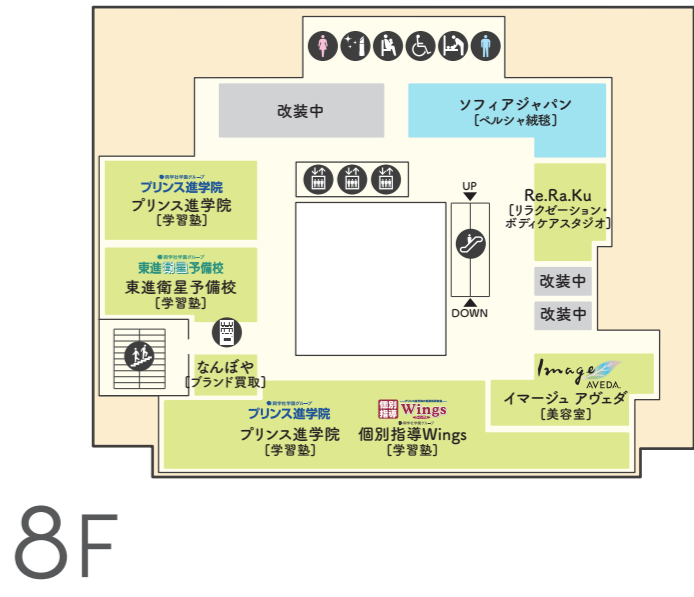 改装中
ソフィアジャパン
[ペルシャ絨毯]
プリンス進学院
プリンス進学院
[学習塾]
UP
DOWN
Re.Ra.Ku
[リラクゼーション・
ボディケアスタジオ]
東進衛星予備校
東進衛星予備校
[学習塾]
改装中
改装中
なんぼや
[ブランド買取]
Image
AVEDA.
イマージュ アヴェダ
[美容室]
プリンス進学院
プリンス進学院
[学習塾]
個別
指導 Wings
個別指導Wings
[学習塾]
8F